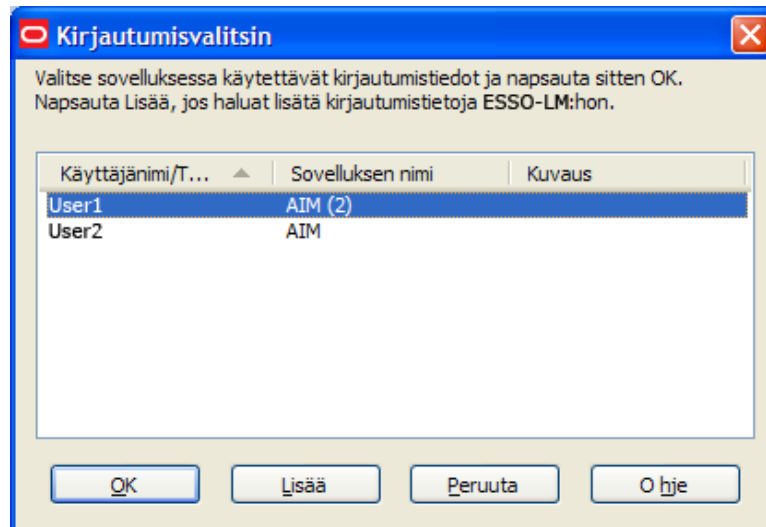 Kirjautumisvalitsin
Valitse sovelluksessa käytettävät kirjautumistiedot ja napsauta sitten OK.
Napsauta Lisää, jos haluat lisätä kirjautumistietoja ESSO-LM:hon.
Käyttäjänimi/T... Sovelluksen nimi Kuvaus
User1 AIM (2)
User2 AIM
OK Lisää Peruuta O hje